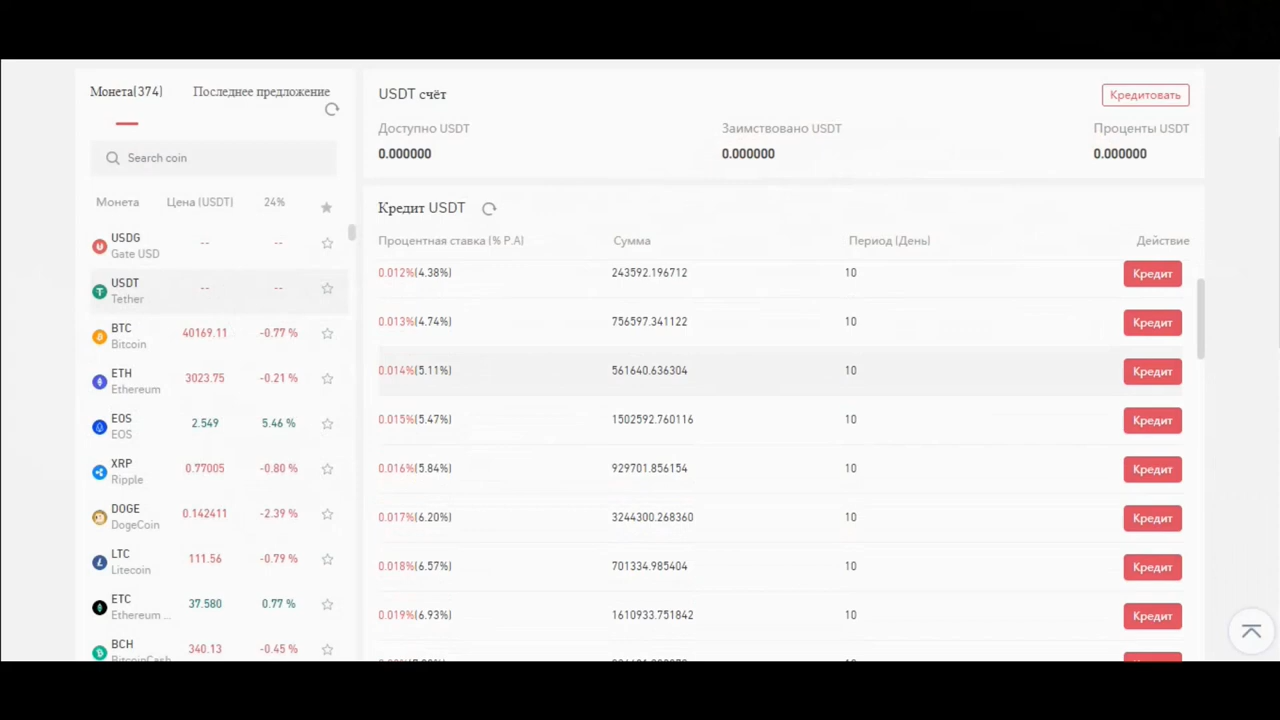 Монета(374) Последнее предложение
Search coin
Монета Цена (USDT) 24%
USDG -- --
Gate USD
USDT -- --
Tether
BTC 40169.11 -0.77 %
Bitcoin
ETH 3023.75 -0.21 %
Ethereum
EOS 2.549 5.46 %
EOS
XRP 0.77005 -0.80 %
Ripple
DOGE 0.142411 -2.39 %
DogeCoin
LTC 111.56 -0.79 %
Litecoin
ETC 37.580 0.77 %
Ethereum ...
BCH 340.13 -0.45 %
BitcoinCash
USDT счёт Кредитовать
Доступно USDT Заимствовано USDT Проценты USDT
0.000000 0.000000 0.000000
Кредит USDT
Процентная ставка (% P.A) Сумма Период (День) Действие
0.012%(4.38%) 243592.196712 10 Кредит
0.013%(4.74%) 756597.341122 10 Кредит
0.014%(5.11%) 561640.636304 10 Кредит
0.015%(5.47%) 1502592.760116 10 Кредит
0.016%(5.84%) 929701.856154 10 Кредит
0.017%(6.20%) 3244300.268360 10 Кредит
0.018%(6.57%) 701334.985404 10 Кредит
0.019%(6.93%) 1610933.751842 10 Кредит